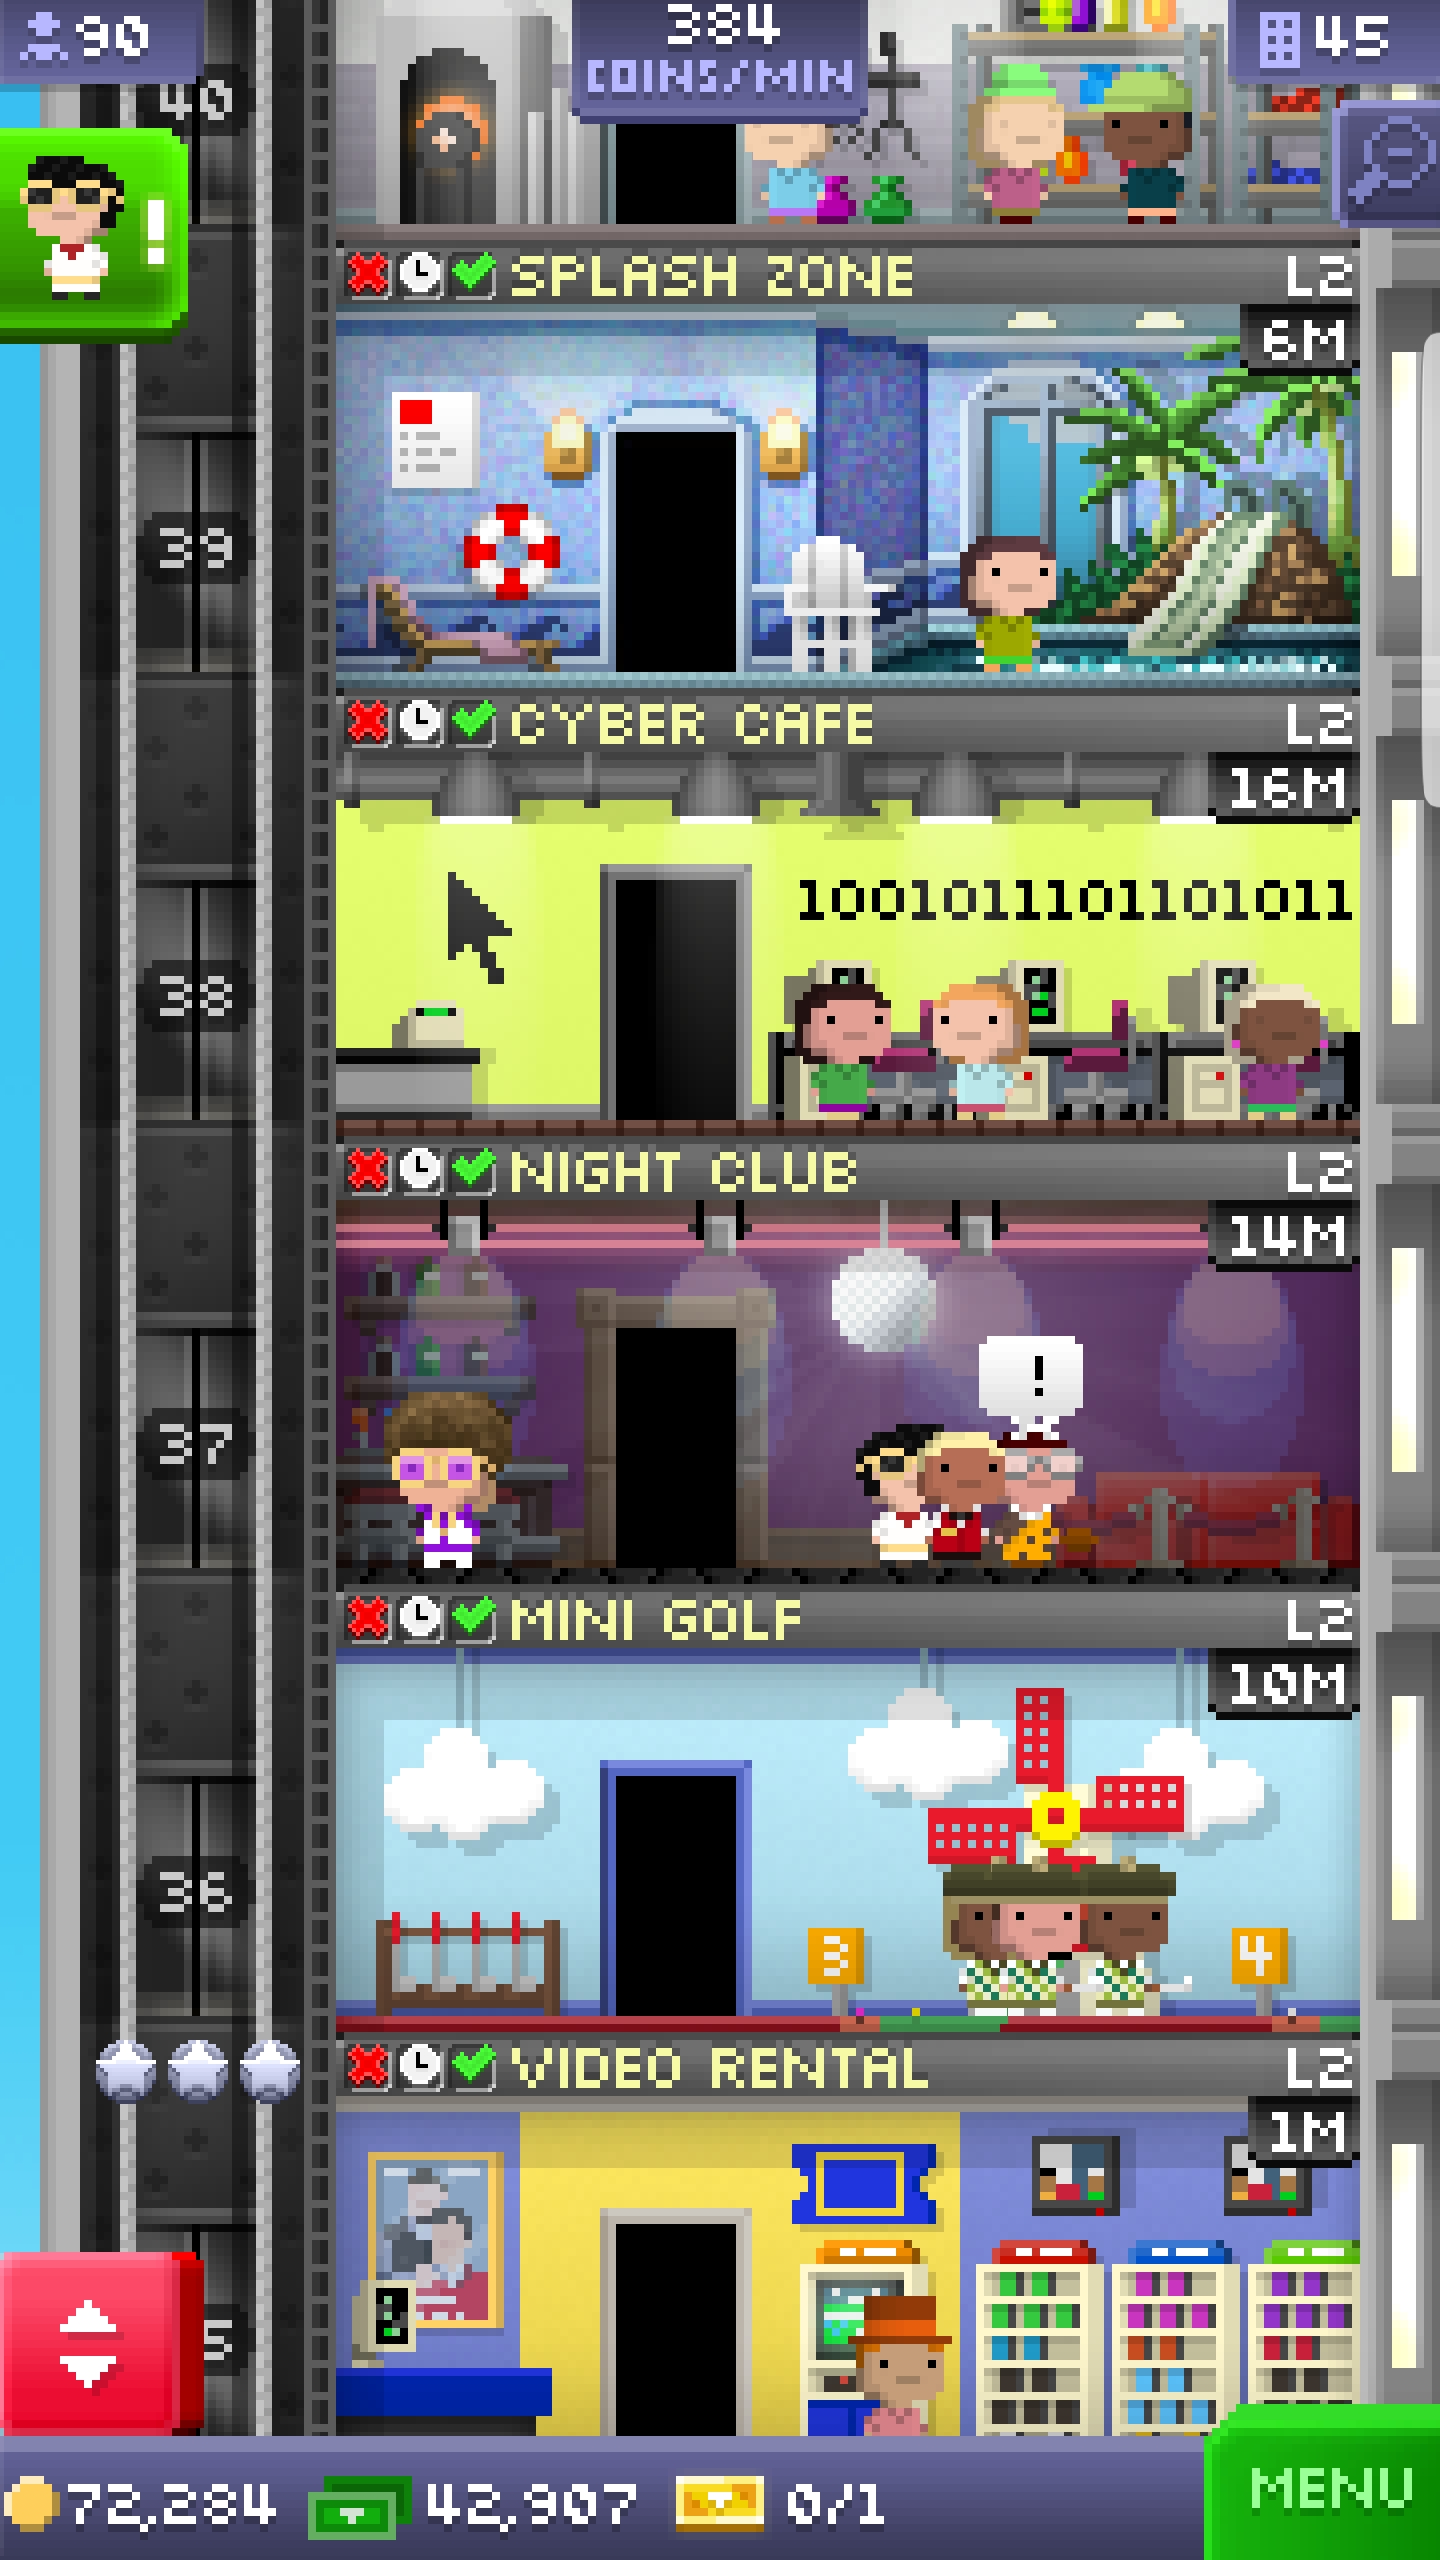 90
384
COINS/MIN
45
40
!
SPLASH ZONE L2
6M
39
CYBER CAFE L2
16M
1001011101101011
38
NIGHT CLUB L2
14M
!
37
MINI GOLF L2
10M
36
3
4
VIDEO RENTAL L2
1M
5
72,284 42,907 0/1
MENU